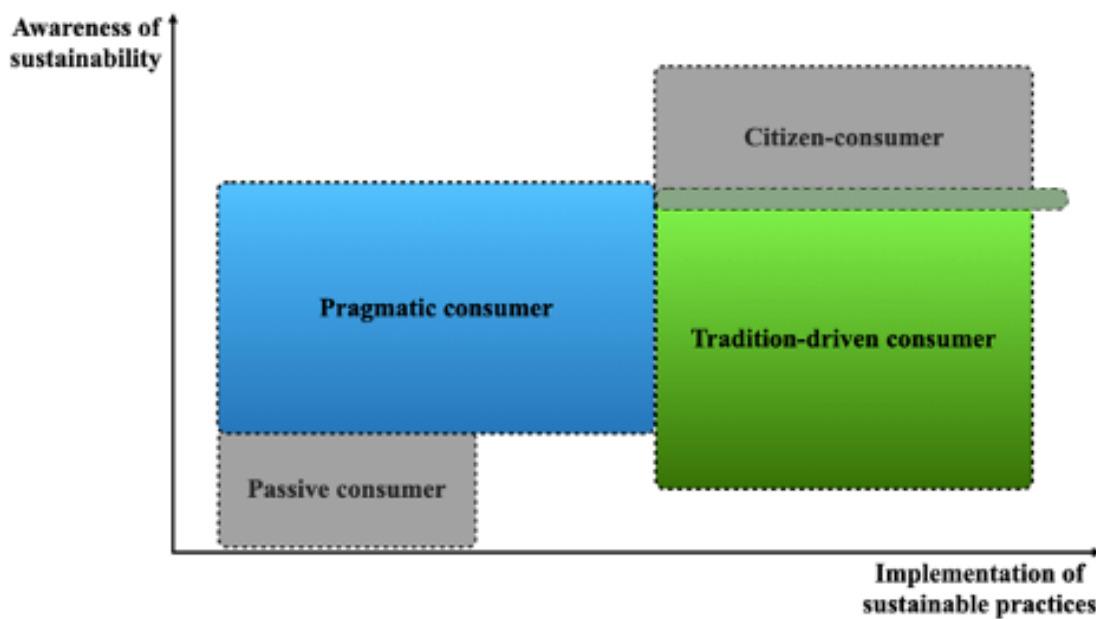 Awareness of
sustainability
Citizen-consumer
Pragmatic consumer
Tradition-driven consumer
Passive consumer
Implementation of
sustainable practices